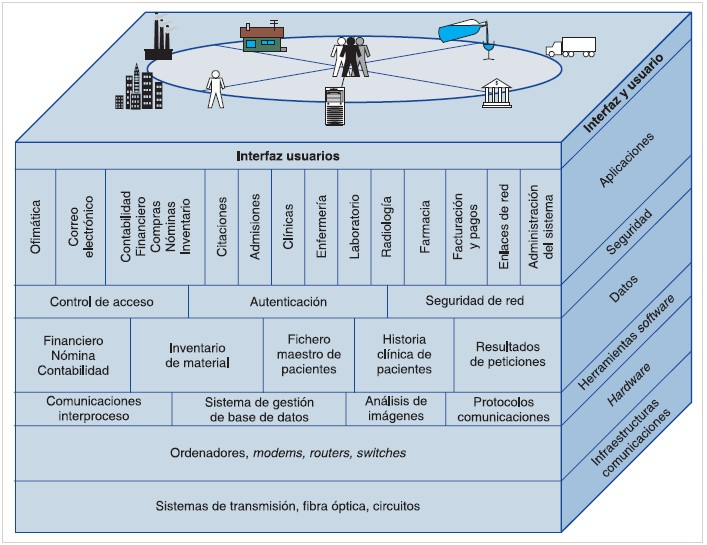 Interfaz usuarios
Ofimática
Correo
electrónico
Contabilidad
Financiero
Compras
Nóminas
Inventario
Citaciones
Admisiones
Clínicas
Enfermería
Laboratorio
Radiología
Farmacia
Facturación
y pagos
Enlaces de red
Administración
del sistema
Control de acceso
Autenticación
Seguridad de red
Financiero
Nómina
Contabilidad
Inventario
de material
Fichero
maestro de
pacientes
Historia
clínica de
pacientes
Resultados
de peticiones
Comunicaciones
interproceso
Sistema de gestión
de base de datos
Análisis de
imágenes
Protocolos
comunicaciones
Ordenadores, modems, routers, switches
Sistemas de transmisión, fibra óptica, circuitos
Interfaz y usuario
Aplicaciones
Seguridad
Datos
Herramientas software
Hardware
Infraestructuras
comunicaciones